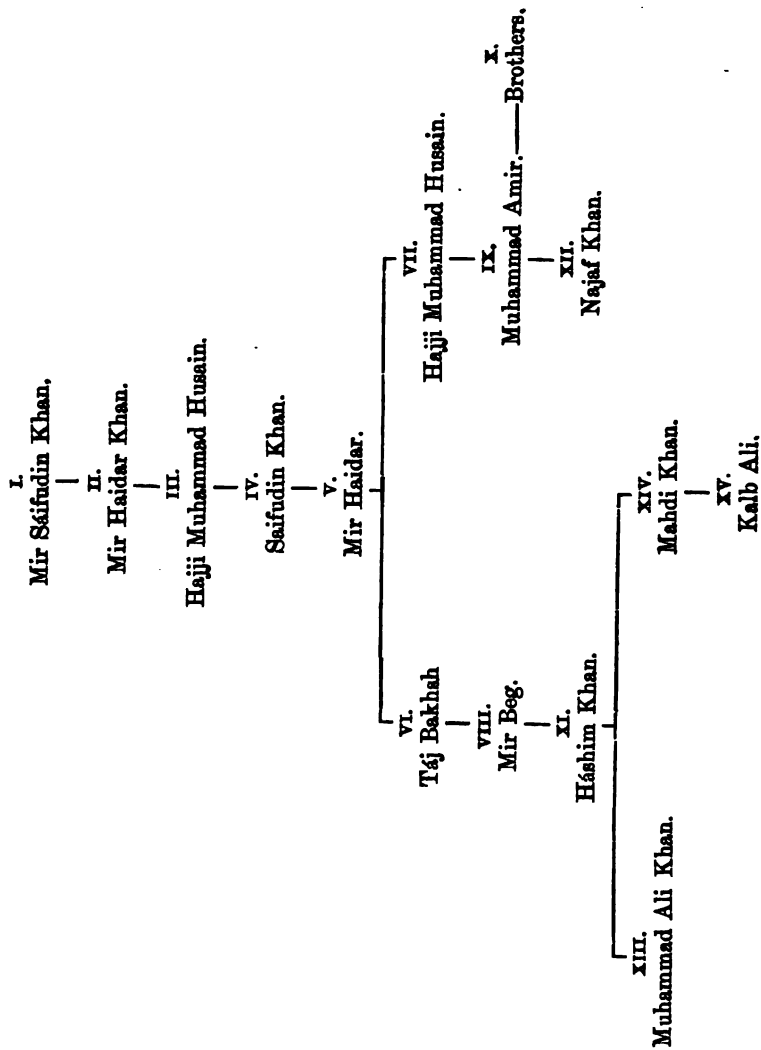 I.
Mir Sáifudin Khan.
II.
Mir Haidar Khan.
III.
Hajji Muhammad Husain.
IV.
Saifudin Khan.
V.
Mir Haidar.
VI.
Táj Bakhah
VII.
Hajji Muhammad Husain.
VIII.
Mir Beg.
IX.
X.
Muhammad Amir.—Brothers.
XI.
Háshim Khan.
XII.
Najaf Khan.
XIII.
Muhammad Ali Khan.
XIV.
Mahdi Khan.
XV.
Kalb Ali.